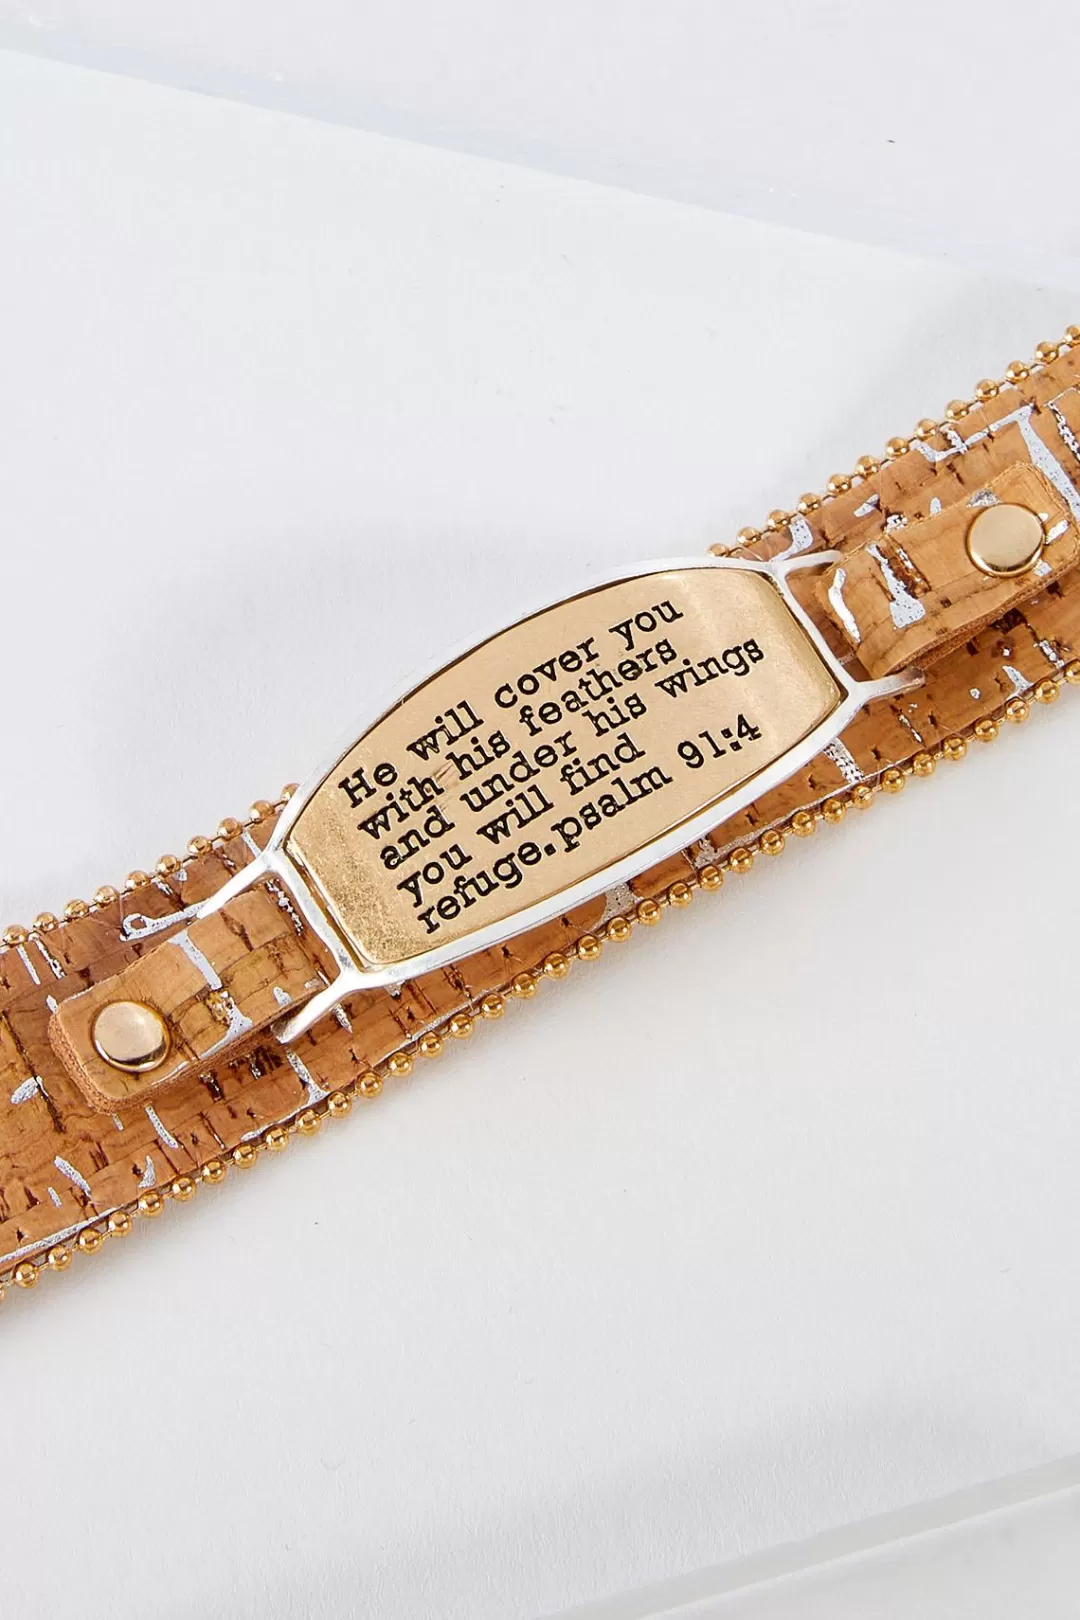 He will cover you
with his feathers
and under his wings
you will find
refuge.psalm 91:4